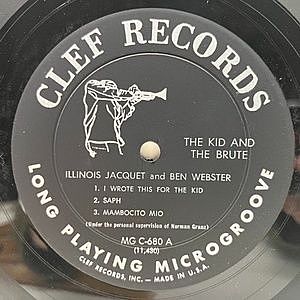 CLEF RECORDS
THE KID AND
THE BRUTE
ILLINOIS JACQUET and BEN WEBSTER
1. I WROTE THIS FOR THE KID
2. SAPH
3. MAMBOCITO MIO
(Under the personal supervision of Norman Granz)
MG C-680 A
(11,430)
LONG PLAYING MICROGROOVE
CLEF RECORDS, INC. — MADE IN U.S.A.